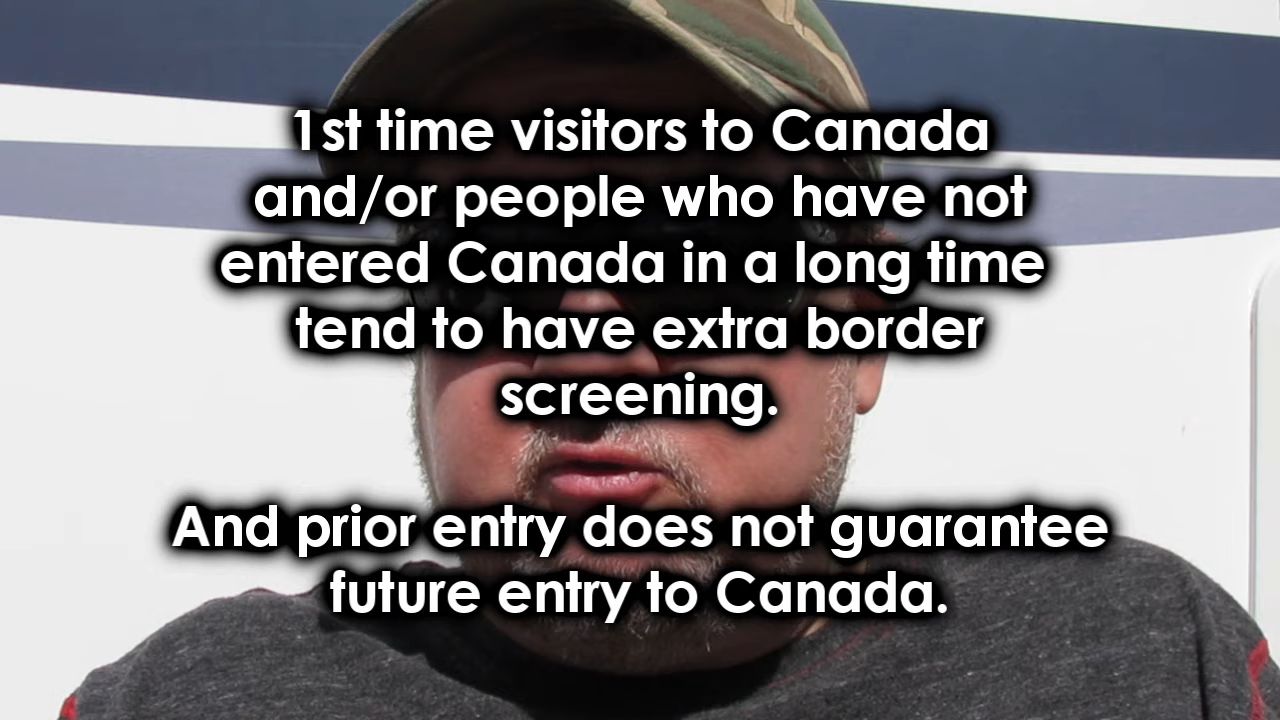 1st time visitors to Canada
and/or people who have not
entered Canada in a long time
tend to have extra border
screening.
And prior entry does not guarantee
future entry to Canada.